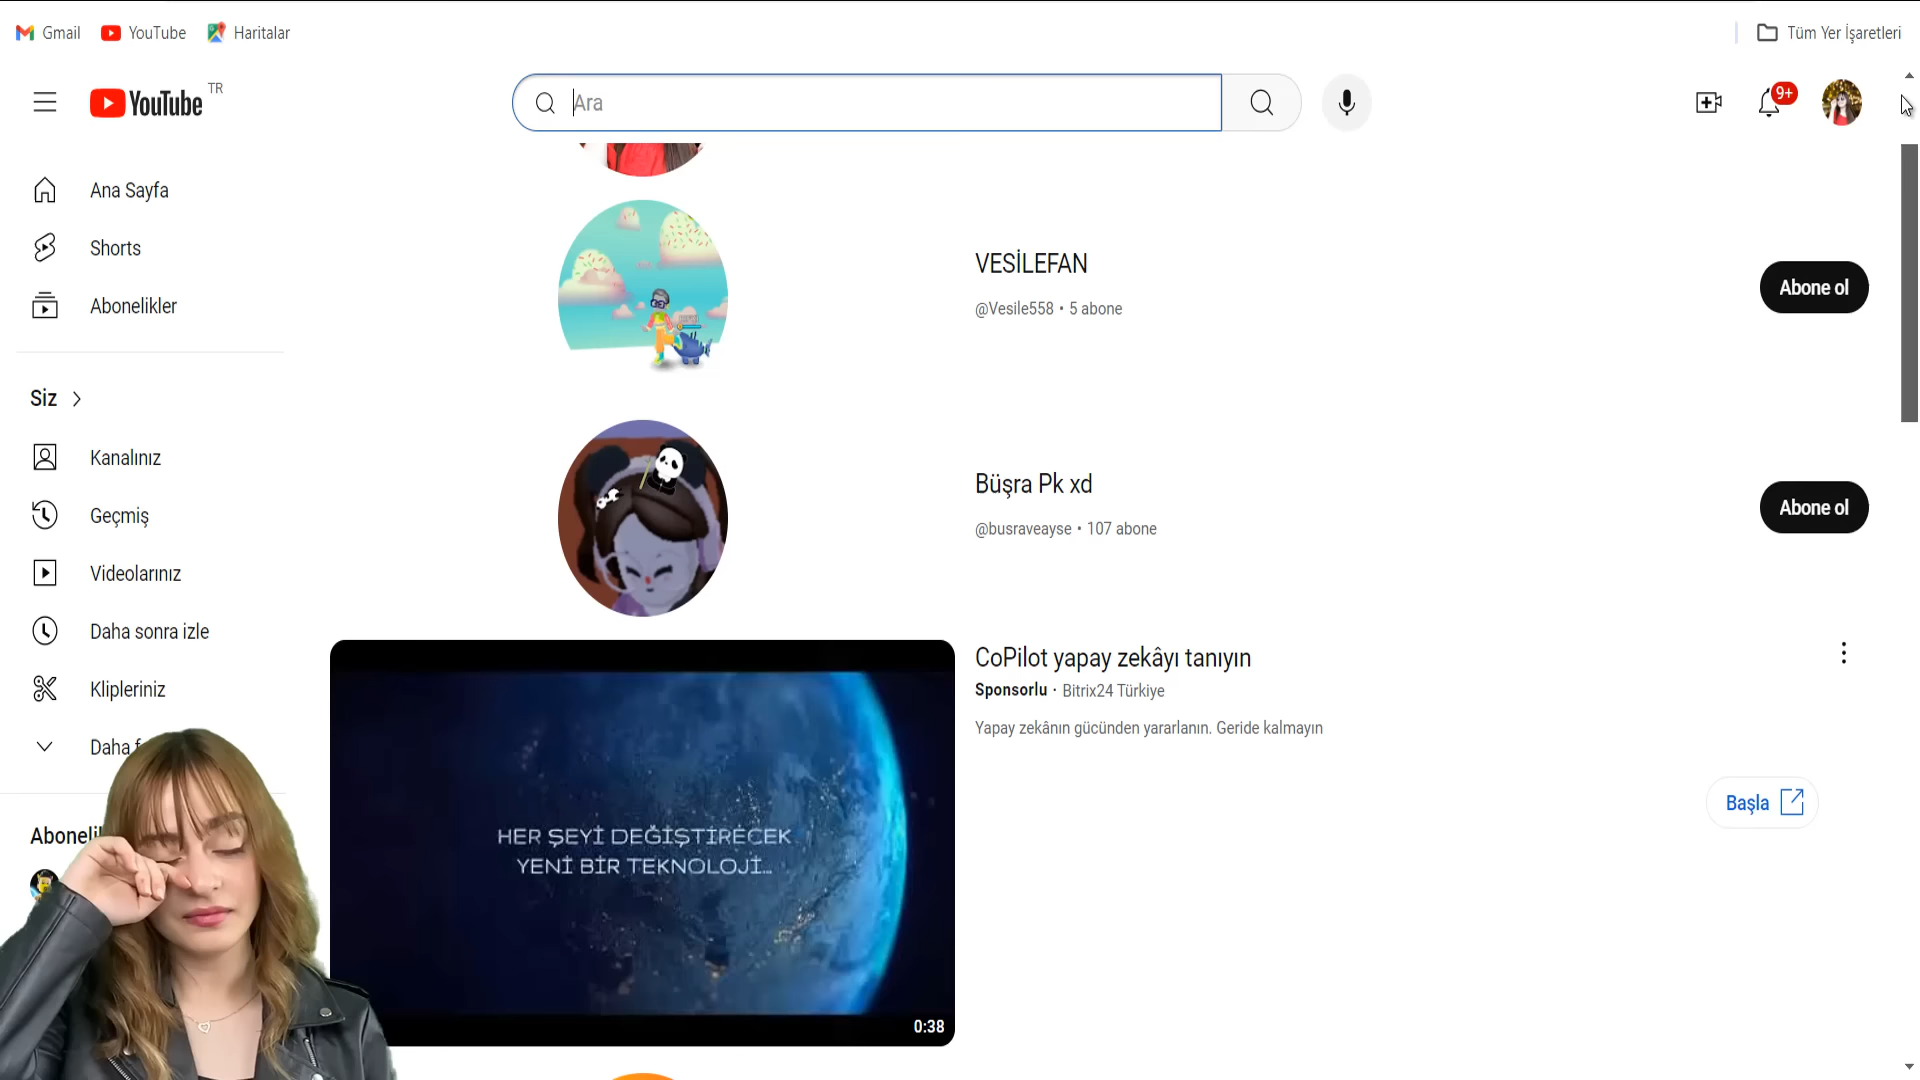 Gmail
YouTube
Haritalar
Tüm Yer İşaretleri
YouTube TR
Ara
9+
Ana Sayfa
Shorts
Abonelikler
Siz
Kanalınız
Geçmiş
Videolarınız
Daha sonra izle
Klipleriniz
Daha
VESİLEFAN
@Vesile558 • 5 abone
Abone ol
Büşra Pk xd
@busraveayse • 107 abone
Abone ol
HER ŞEYİ DEĞİŞTİRECEK
YENİ BİR TEKNOLOJİ...
0:38
CoPilot yapay zekâyı tanıyın
Sponsorlu · Bitrix24 Türkiye
Yapay zekânın gücünden yararlanın. Geride kalmayın
Başla